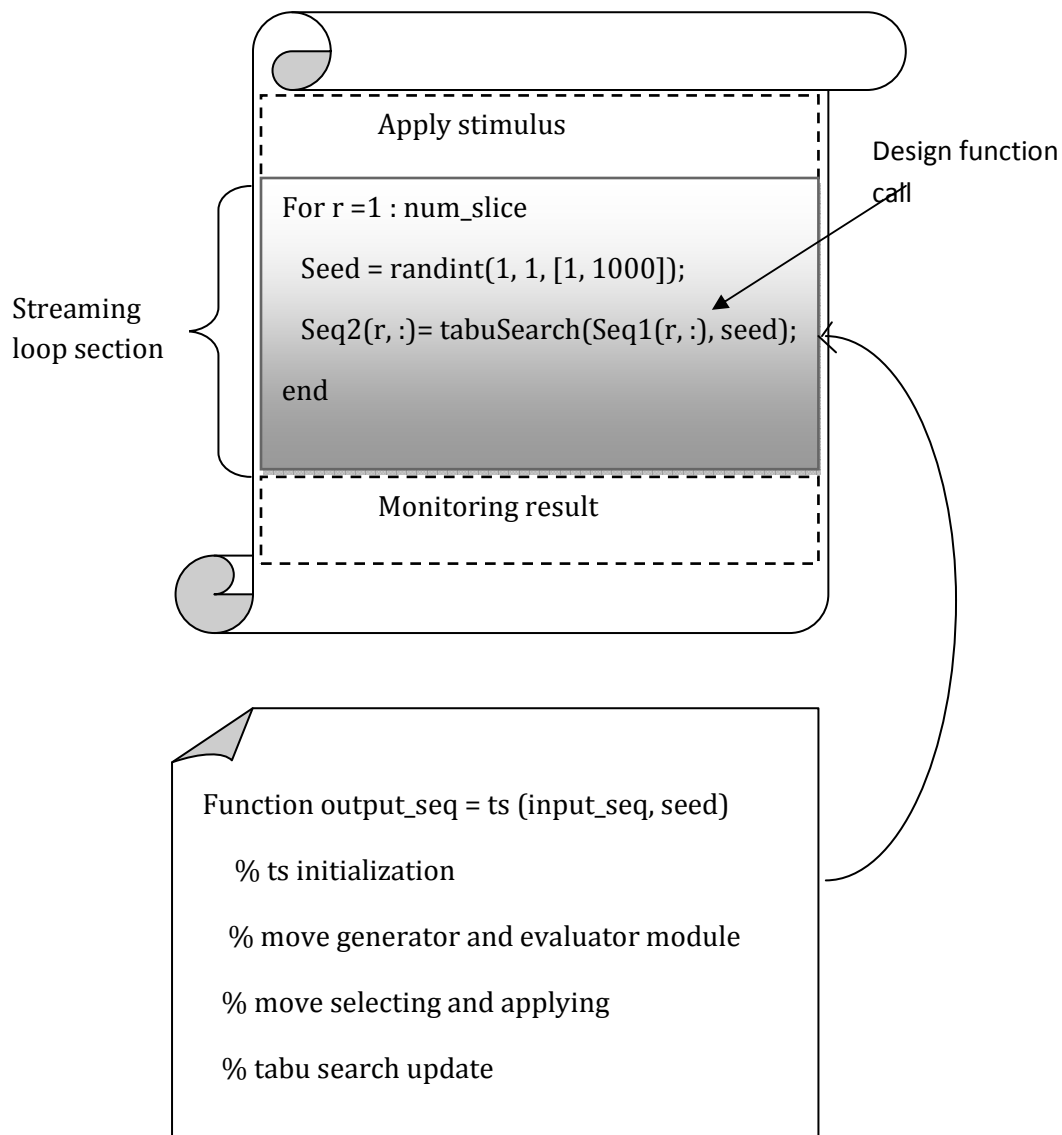 Apply stimulus
Design function
call
For r =1 : num_slice
Seed = randint(1, 1, [1, 1000]);
Streaming
loop section
Seq2(r, :)= tabuSearch(Seq1(r, :), seed);
end
Monitoring result
Function output_seq = ts (input_seq, seed)
% ts initialization
% move generator and evaluator module
% move selecting and applying
% tabu search update